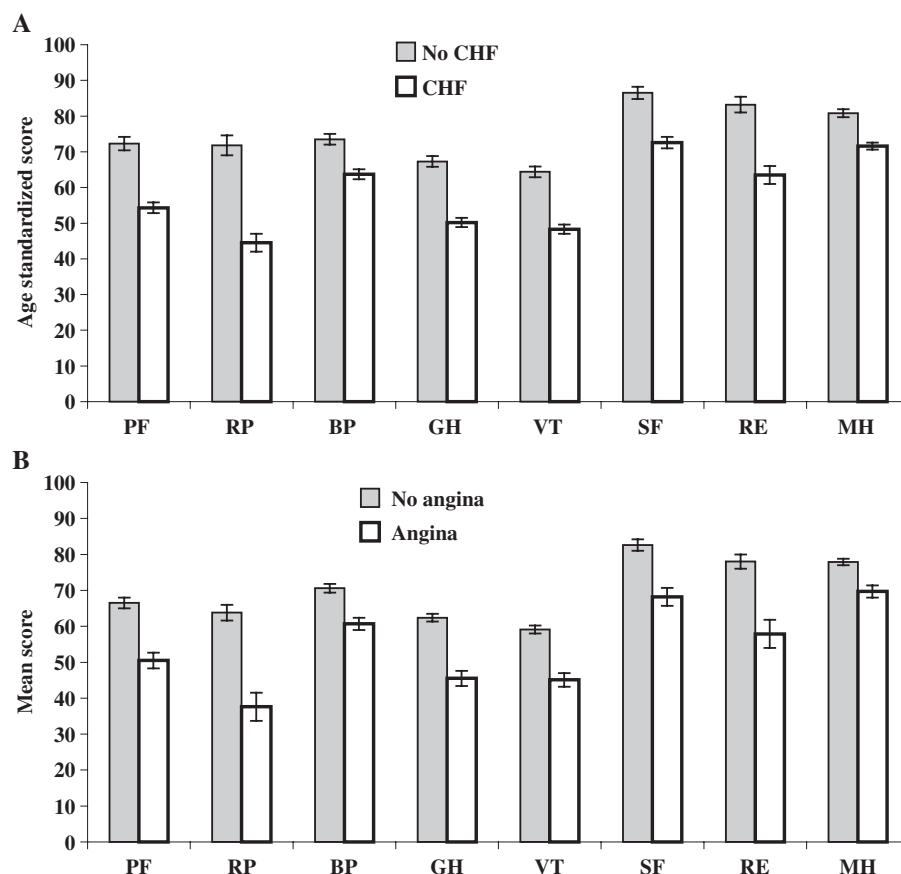 A
100
90
80
70
60
50
40
30
20
10
0
Age standardized score
No CHF
CHF
PF RP BP GH VT SF RE MH
B
100
90
80
70
60
50
40
30
20
10
0
Mean score
No angina
Angina
PF RP BP GH VT SF RE MH